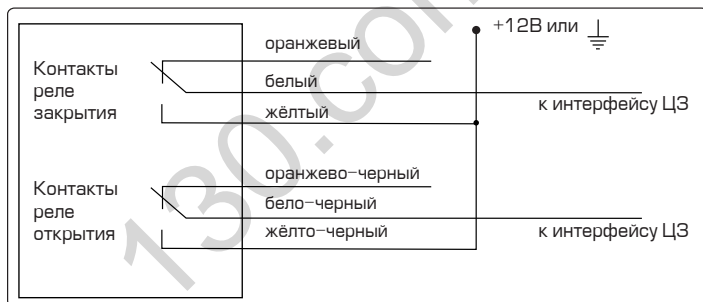 +12В или
оранжевый
Контакты
реле
закрытия
белый
к интерфейсу ЦЗ
жёлтый
оранжево-черный
Контакты
реле
открытия
бело-черный
к интерфейсу ЦЗ
жёлто-черный
130.com